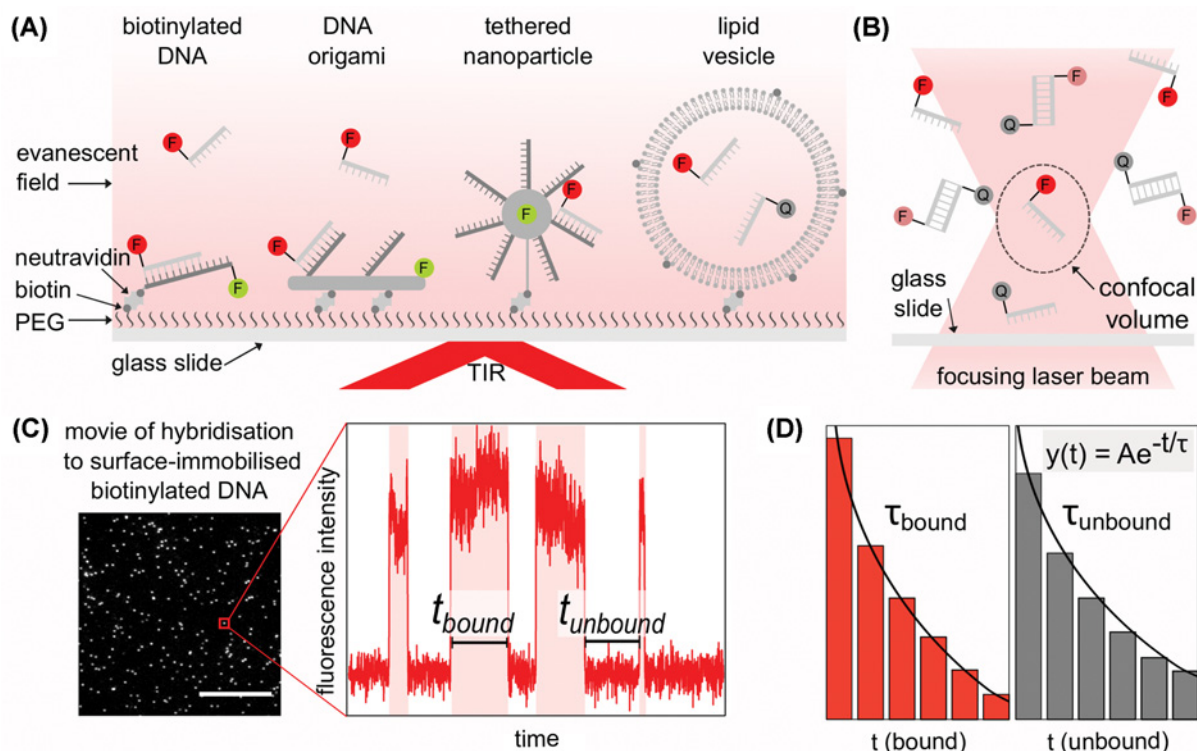 (A)
biotinylated
DNA
DNA
origami
tethered
nanoparticle
lipid
vesicle
evanescent
field
neutravidin
biotin
PEG
glass slide
TIR
F
F
F
F
F
F
F
F
Q
(B)
F
F
F
Q
Q
F
F
Q
F
Q
glass
slide
confocal
volume
focusing laser beam
(C)
movie of hybridisation
to surface-immobilised
biotinylated DNA
fluorescence intensity
t_bound
t_unbound
time
(D)
τ_bound
y(t) = Ae^-t/τ
τ_unbound
t (bound)
t (unbound)